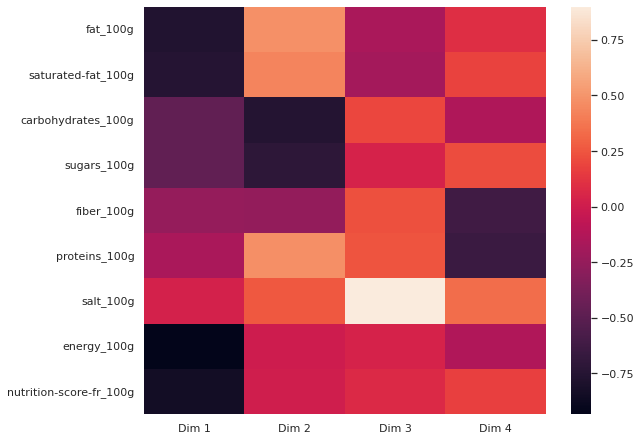 fat_100g
saturated-fat_100g
carbohydrates_100g
sugars_100g
fiber_100g
proteins_100g
salt_100g
energy_100g
nutrition-score-fr_100g
Dim 1 Dim 2 Dim 3 Dim 4
0.75
0.50
0.25
0.00
−0.25
−0.50
−0.75